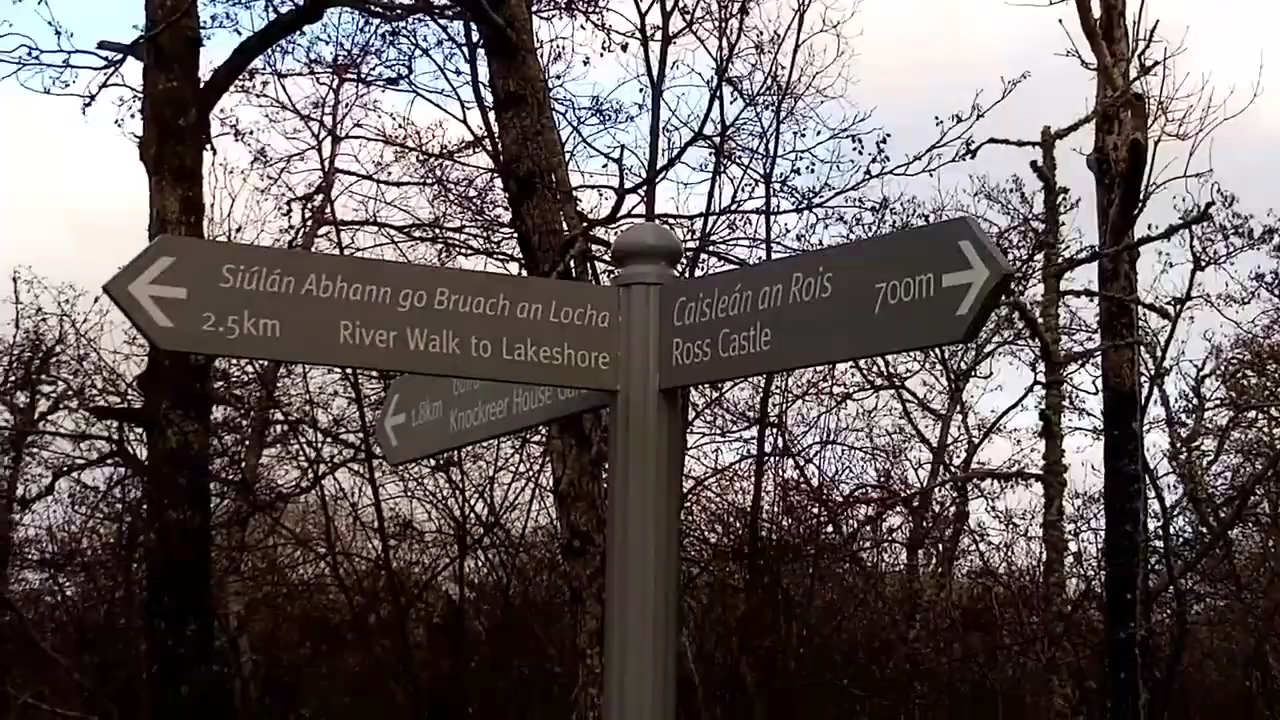 Siúlán Abhann go Bruach an Locha
2.5km River Walk to Lakeshore
Caisleán an Rois
Ross Castle
700m
1.8km
Knockreer House